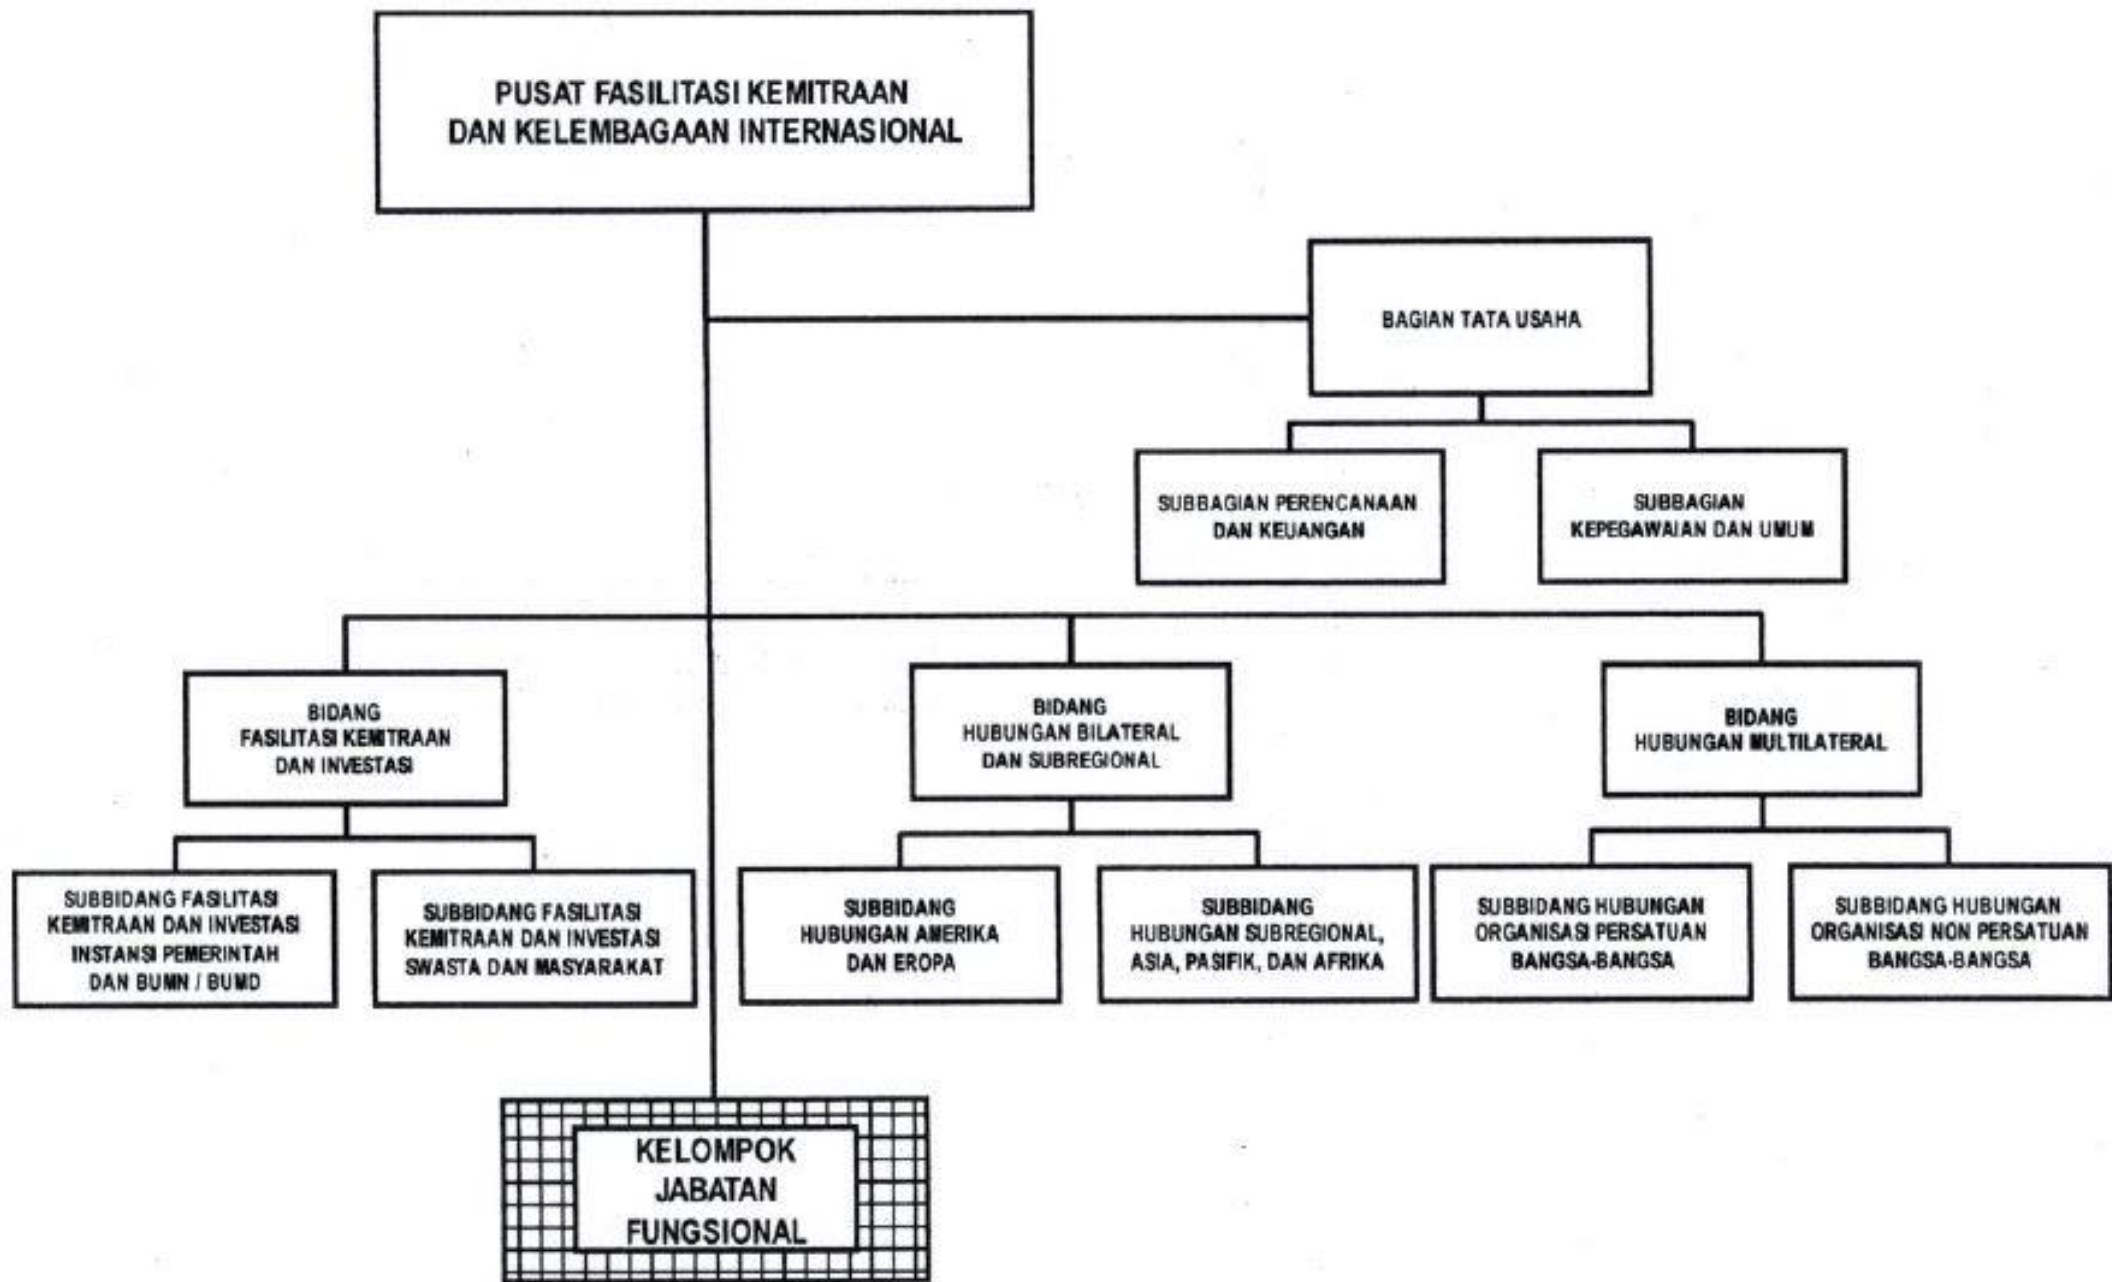 PUSAT FASILITASI KEMITRAAN
DAN KELEMBAGAAN INTERNASIONAL
BAGIAN TATA USAHA
SUBBAGIAN PERENCANAAN
DAN KEUANGAN
SUBBAGIAN
KEPEGAWAIAN DAN UMUM
BIDANG
FASILITASI KEMITRAAN
DAN INVESTASI
BIDANG
HUBUNGAN BILATERAL
DAN SUBREGIONAL
BIDANG
HUBUNGAN MULTILATERAL
SUBBIDANG FASILITASI
KEMITRAAN DAN INVESTASI
INSTANSI PEMERINTAH
DAN BUMN / BUMD
SUBBIDANG FASILITASI
KEMITRAAN DAN INVESTASI
SWASTA DAN MASYARAKAT
SUBBIDANG
HUBUNGAN AMERIKA
DAN EROPA
SUBBIDANG
HUBUNGAN SUBREGIONAL,
ASIA, PASIFIK, DAN AFRIKA
SUBBIDANG HUBUNGAN
ORGANISASI PERSATUAN
BANGSA-BANGSA
SUBBIDANG HUBUNGAN
ORGANISASI NON PERSATUAN
BANGSA-BANGSA
KELOMPOK
JABATAN
FUNGSIONAL